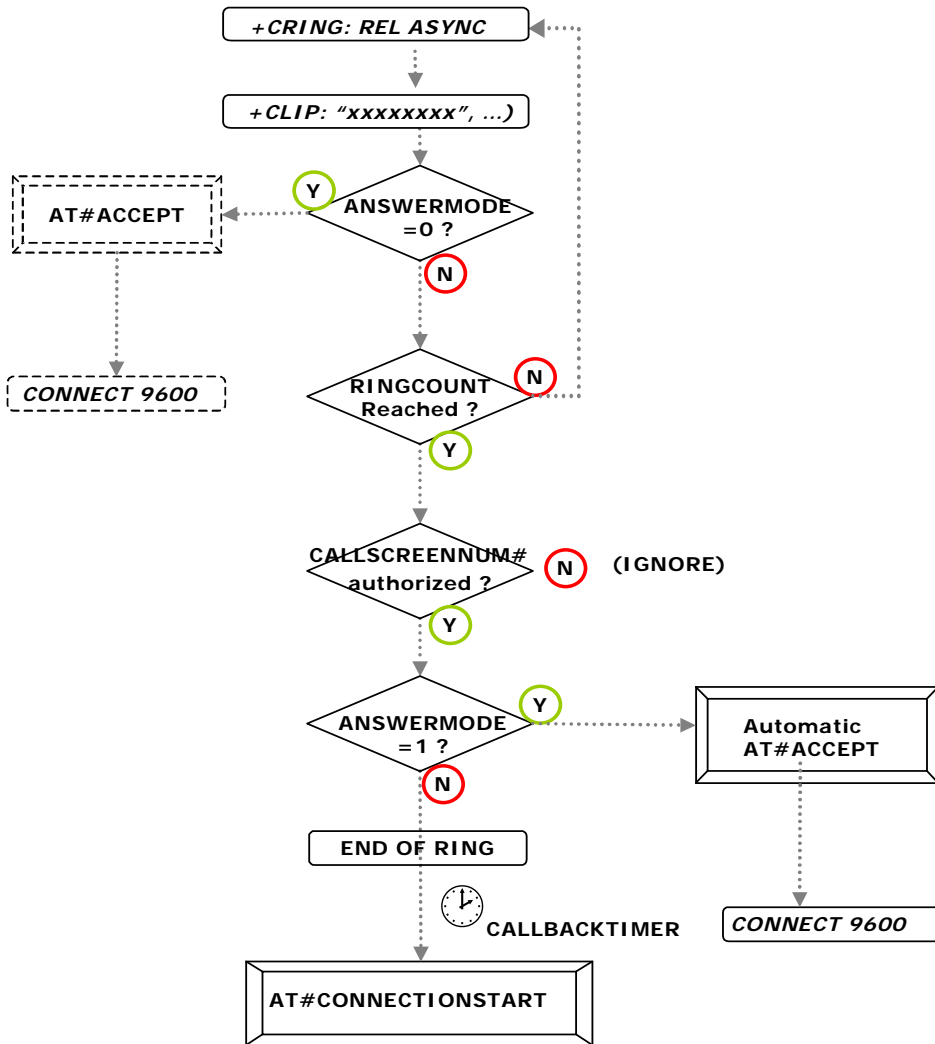 +CRING: REL ASYNC
+CLIP: “xxxxxxxx”, …)
Y
ANSWERMODE
=0 ?
AT#ACCEPT
N
CONNECT 9600
RINGCOUNT
Reached ?
N
Y
CALLSCREENNUM#
authorized ?
N (IGNORE)
Y
ANSWERMODE
=1 ?
Y
Automatic
AT#ACCEPT
N
END OF RING
CALLBACKTIMER
CONNECT 9600
AT#CONNECTIONSTART